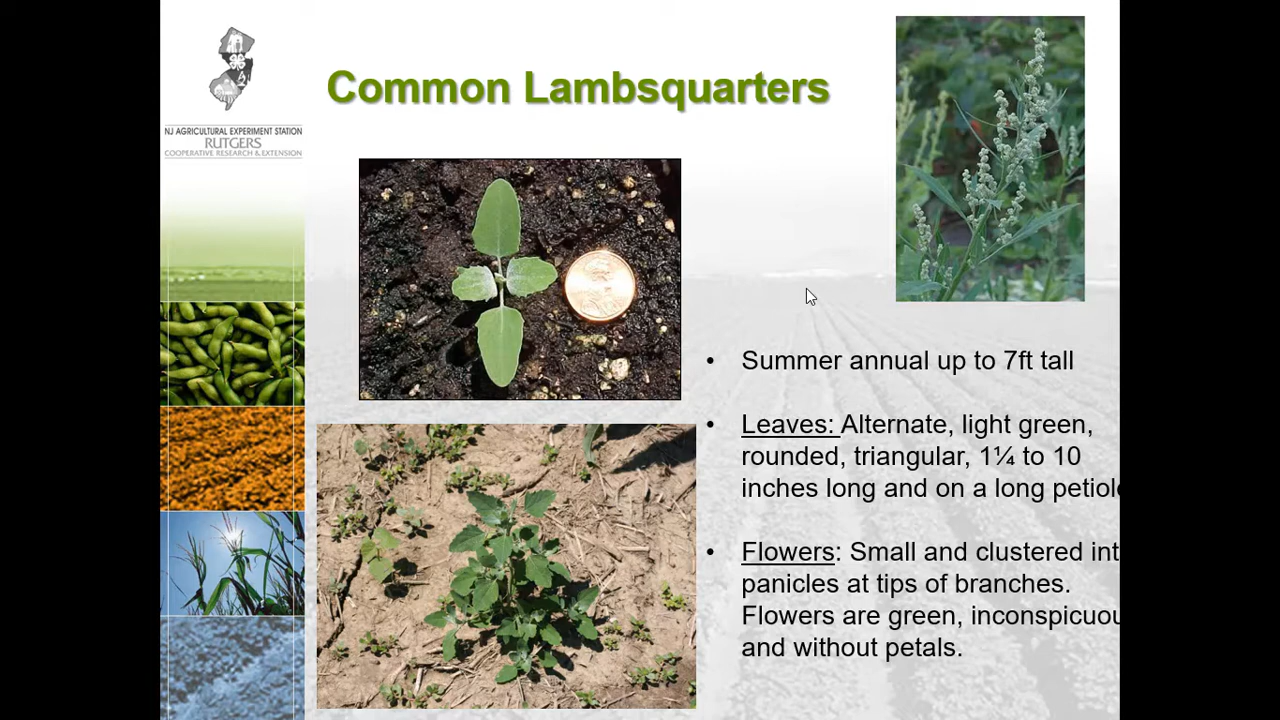 NJ AGRICULTURAL EXPERIMENT STATION
RUTGERS
COOPERATIVE RESEARCH & EXTENSION
Common Lambsquarters
• Summer annual up to 7ft tall
• Leaves: Alternate, light green,
rounded, triangular, 1¼ to 10
inches long and on a long petiol
• Flowers: Small and clustered int
panicles at tips of branches.
Flowers are green, inconspicuou
and without petals.